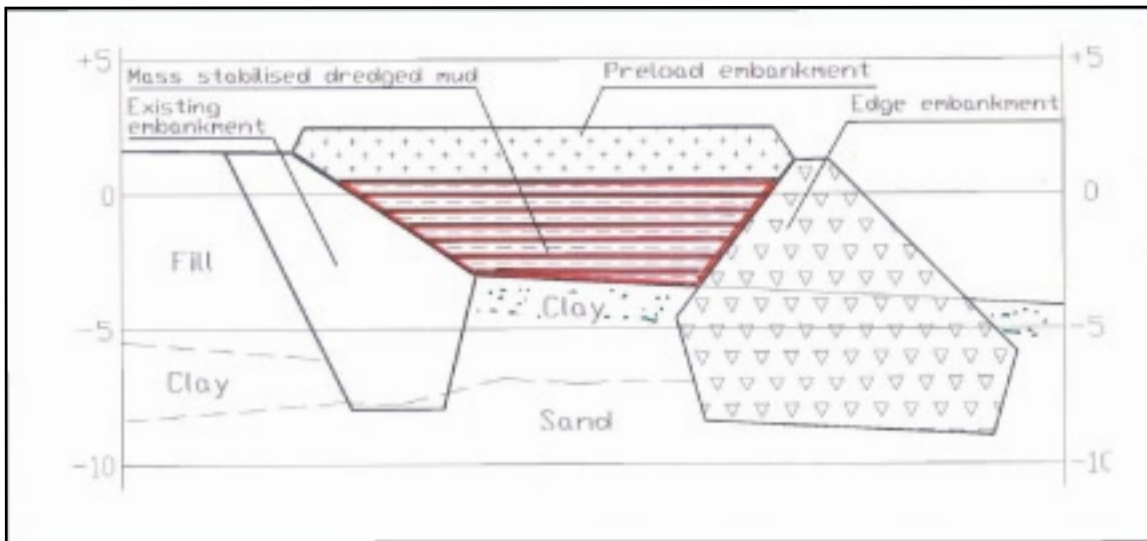 +5
+5
Mass stabilised dredged mud
Preload embankment
Existing
embankment
Edge embankment
0
0
Fill
Clay
-5
-5
Clay
Sand
-10
-10